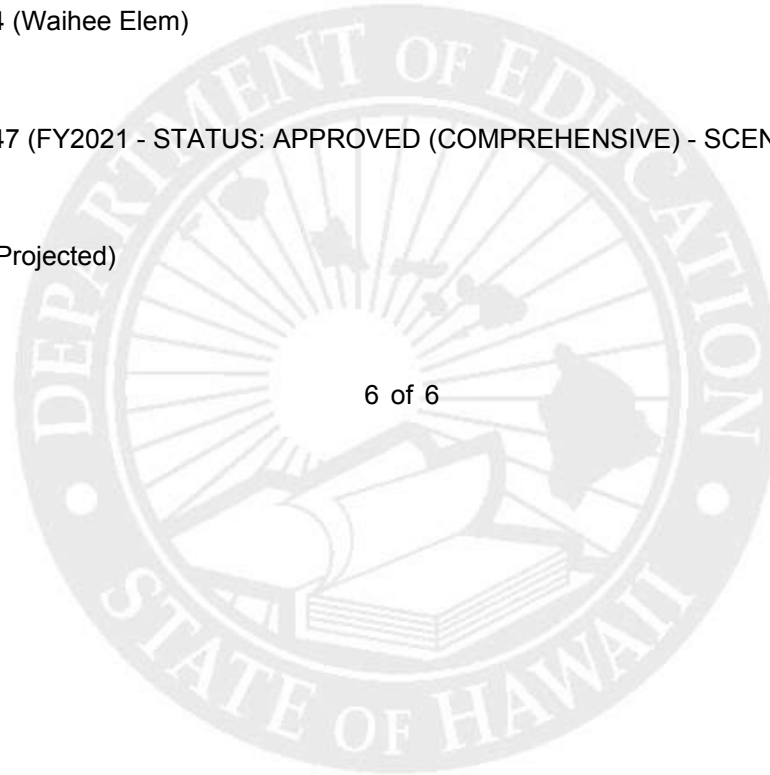 4 (Waihee Elem)
47 (FY2021 - STATUS: APPROVED (COMPREHENSIVE) - SCEN
Projected)
6 of 6
DEPARTMENT OF EDUCATION
STATE OF HAWAII